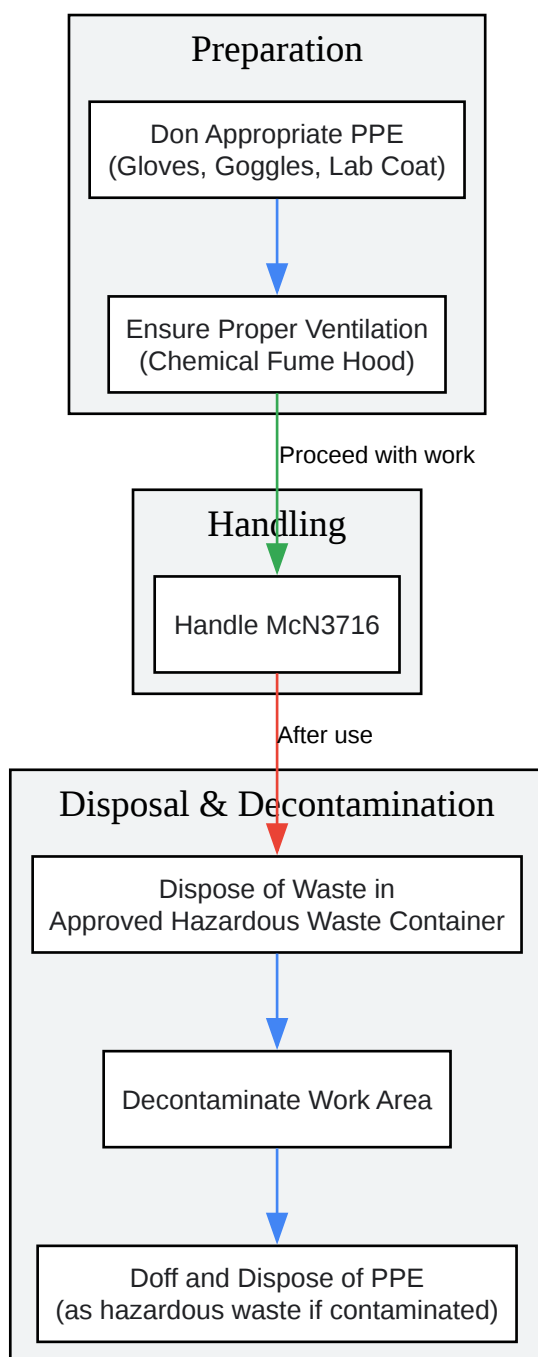 Preparation
Don Appropriate PPE
(Gloves, Goggles, Lab Coat)
Ensure Proper Ventilation
(Chemical Fume Hood)
Proceed with work
Handling
Handle McN3716
After use
Disposal & Decontamination
Dispose of Waste in
Approved Hazardous Waste Container
Decontaminate Work Area
Doff and Dispose of PPE
(as hazardous waste if contaminated)